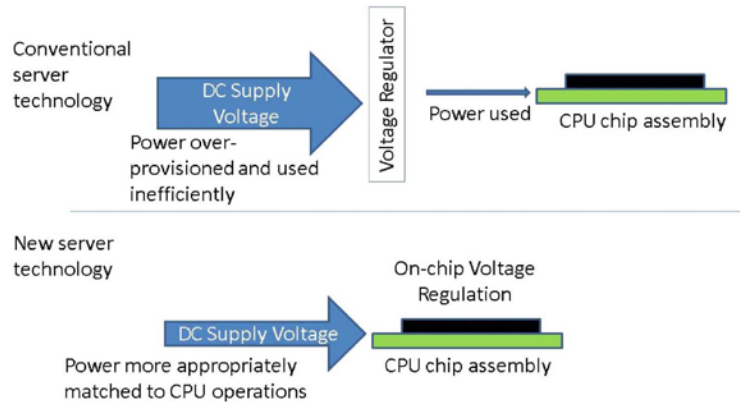 Conventional
server
technology
DC Supply
Voltage
Power over-
provisioned and used
inefficiently
Voltage Regulator
Power used
CPU chip assembly
New server
technology
DC Supply Voltage
Power more appropriately
matched to CPU operations
On-chip Voltage
Regulation
CPU chip assembly